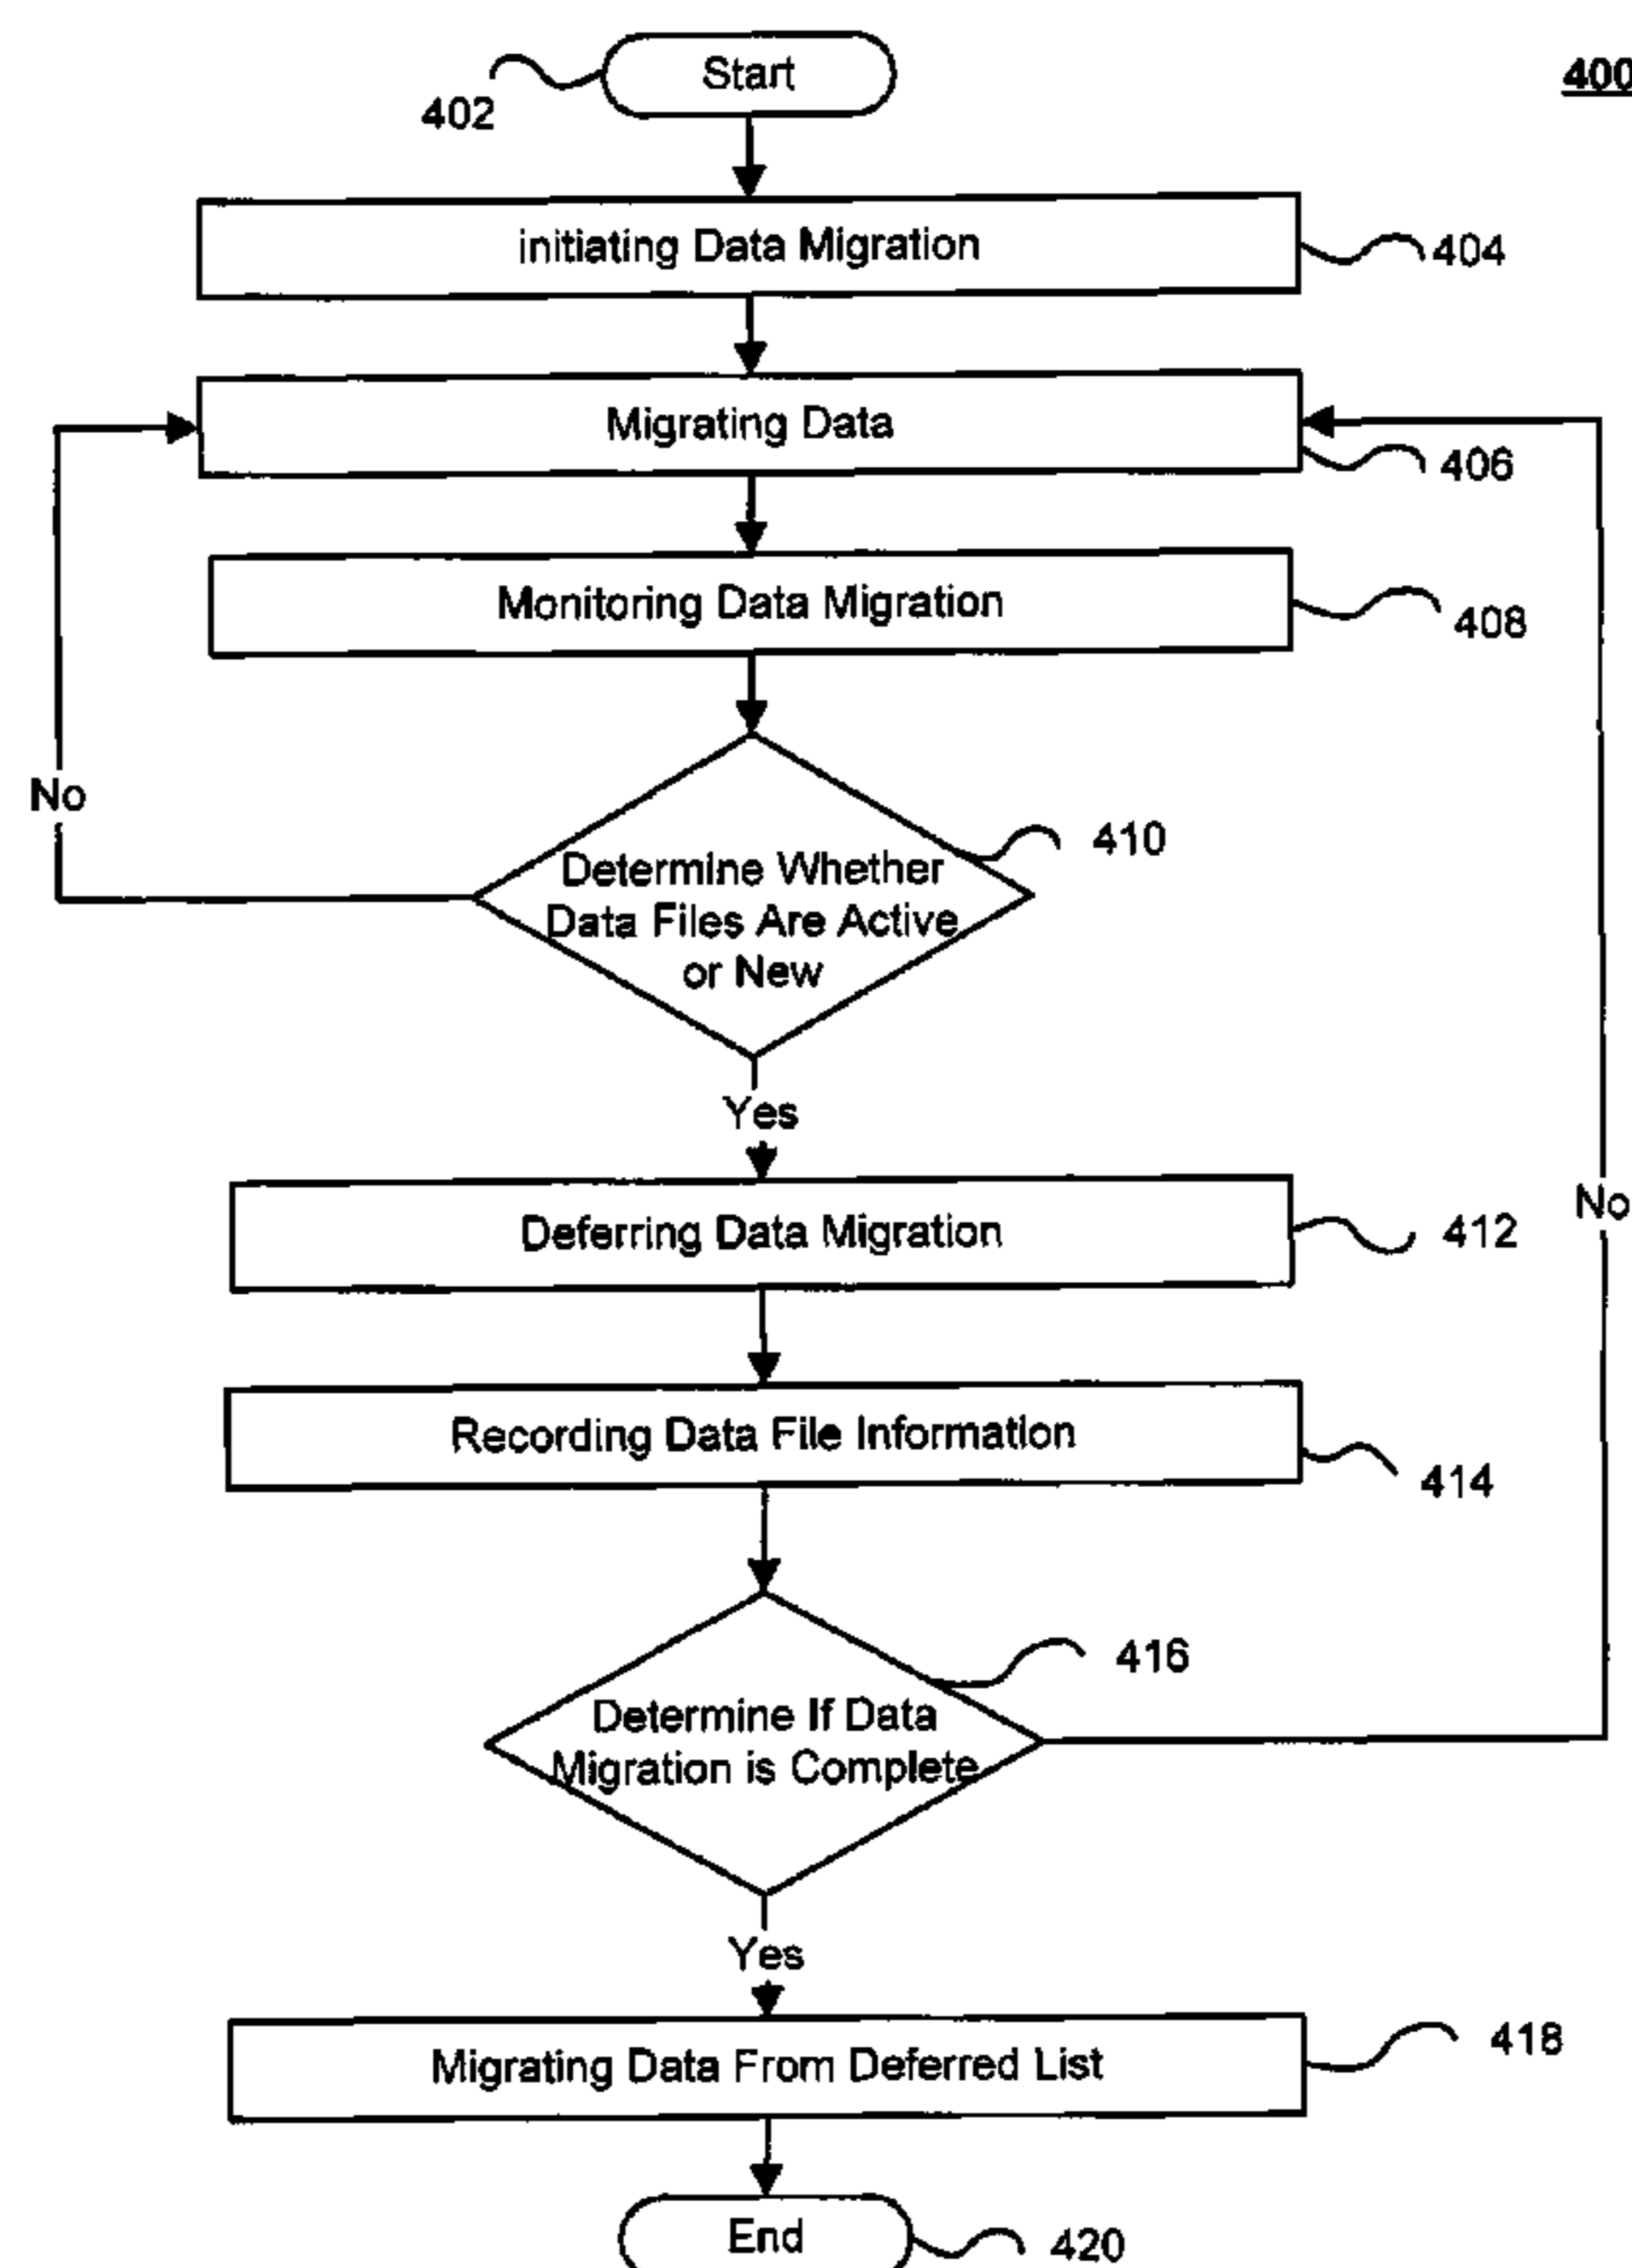 400
Start
402
initiating Data Migration
404
Migrating Data
406
Monitoring Data Migration
408
No
410
Determine Whether
Data Files Are Active
or New
Yes
Deferring Data Migration
412
No
Recording Data File Information
414
416
Determine If Data
Migration is Complete
Yes
Migrating Data From Deferred List
418
End
420